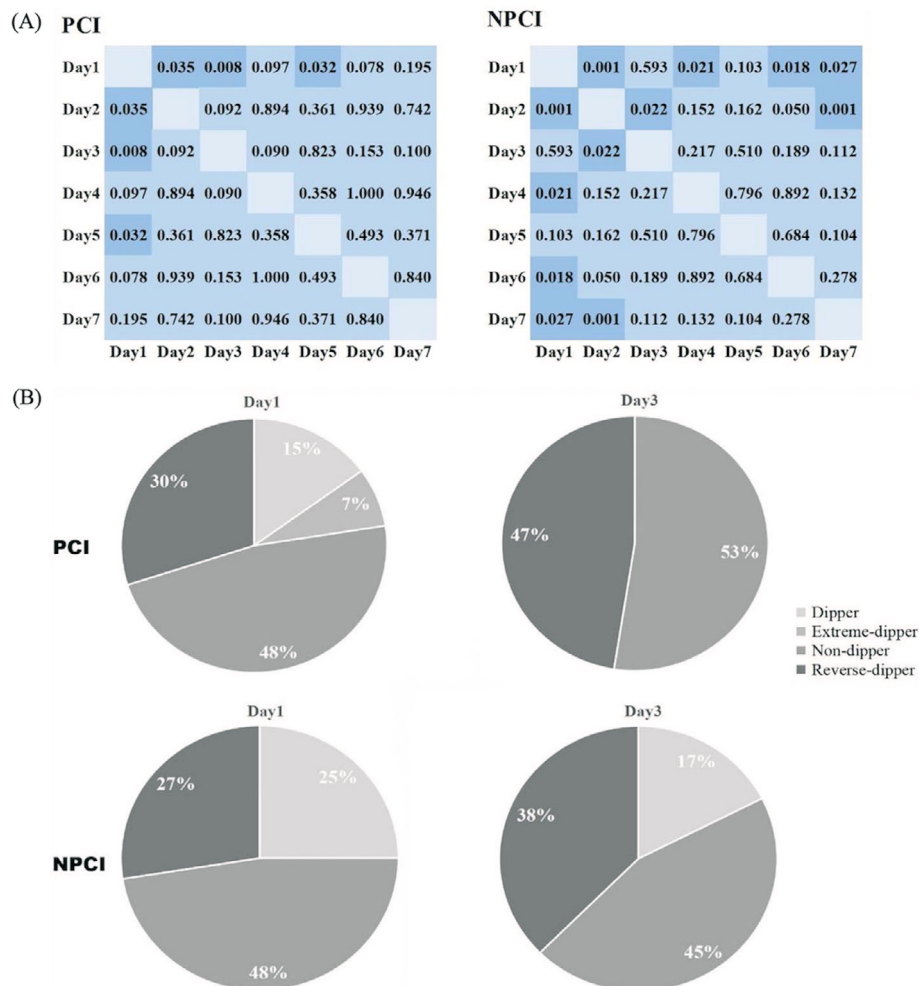 (A)
PCI
Day1 0.035 0.008 0.097 0.032 0.078 0.195
Day2 0.035 0.092 0.894 0.361 0.939 0.742
Day3 0.008 0.092 0.090 0.823 0.153 0.100
Day4 0.097 0.894 0.090 0.358 1.000 0.946
Day5 0.032 0.361 0.823 0.358 0.493 0.371
Day6 0.078 0.939 0.153 1.000 0.493 0.840
Day7 0.195 0.742 0.100 0.946 0.371 0.840
Day1 Day2 Day3 Day4 Day5 Day6 Day7
NPCI
Day1 0.001 0.593 0.021 0.103 0.018 0.027
Day2 0.001 0.022 0.152 0.162 0.050 0.001
Day3 0.593 0.022 0.217 0.510 0.189 0.112
Day4 0.021 0.152 0.217 0.796 0.892 0.132
Day5 0.103 0.162 0.510 0.796 0.684 0.104
Day6 0.018 0.050 0.189 0.892 0.684 0.278
Day7 0.027 0.001 0.112 0.132 0.104 0.278
Day1 Day2 Day3 Day4 Day5 Day6 Day7
(B)
PCI
Day1
15%
7%
48%
30%
Day3
47%
53%
Dipper
Extreme-dipper
Non-dipper
Reverse-dipper
NPCI
Day1
27%
25%
48%
Day3
17%
38%
45%